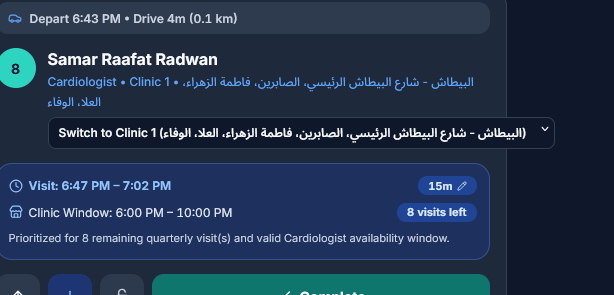 Depart 6:43 PM • Drive 4m (0.1 km)
8
Samar Raafat Radwan
Cardiologist • Clinic 1 • البيطاش - شارع البيطاش الرئيسي، الصابرين، فاطمة الزهراء،
العلا، الوفاء
Switch to Clinic 1 (البيطاش - شارع البيطاش الرئيسي، الصابرين، فاطمة الزهراء، العلا، الوفاء)
Visit: 6:47 PM – 7:02 PM
15m
Clinic Window: 6:00 PM – 10:00 PM
8 visits left
Prioritized for 8 remaining quarterly visit(s) and valid Cardiologist availability window.
Complete